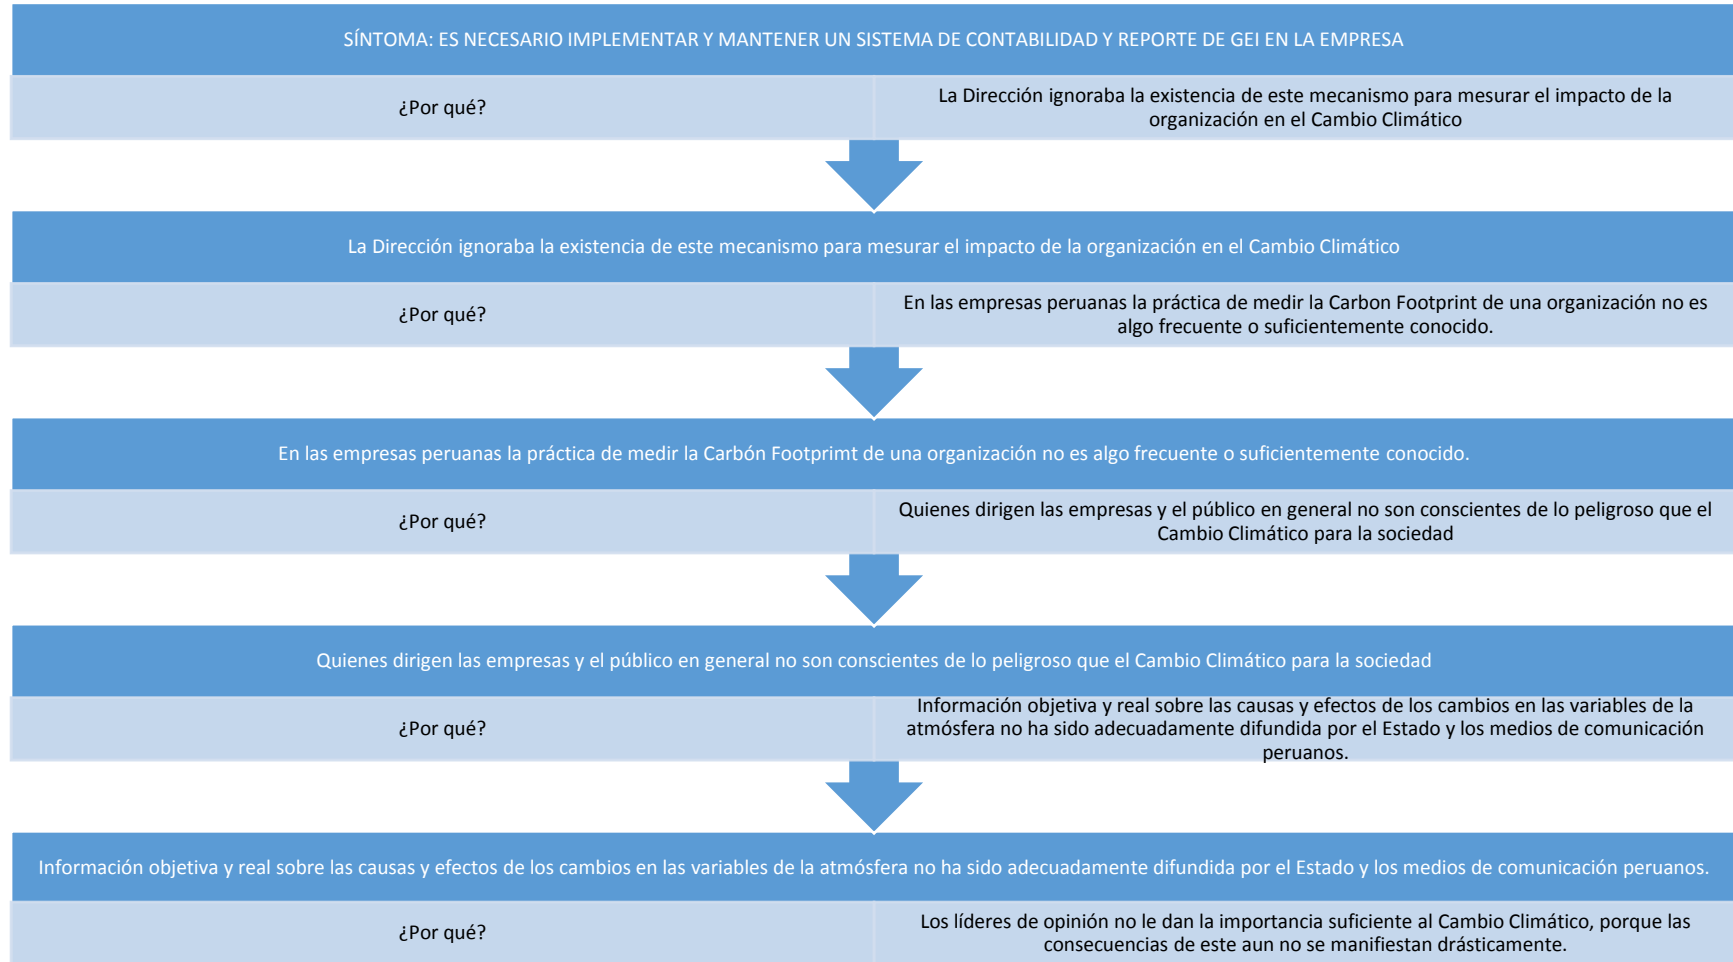 SÍNTOMA: ES NECESARIO IMPLEMENTAR Y MANTENER UN SISTEMA DE CONTABILIDAD Y REPORTE DE GEI EN LA EMPRESA
¿Por qué?
La Dirección ignoraba la existencia de este mecanismo para mesurar el impacto de la
organización en el Cambio Climático
La Dirección ignoraba la existencia de este mecanismo para mesurar el impacto de la organización en el Cambio Climático
¿Por qué?
En las empresas peruanas la práctica de medir la Carbon Footprint de una organización no es
algo frecuente o suficientemente conocido.
En las empresas peruanas la práctica de medir la Carbón Footprimt de una organización no es algo frecuente o suficientemente conocido.
¿Por qué?
Quienes dirigen las empresas y el público en general no son conscientes de lo peligroso que el
Cambio Climático para la sociedad
Quienes dirigen las empresas y el público en general no son conscientes de lo peligroso que el Cambio Climático para la sociedad
¿Por qué?
Información objetiva y real sobre las causas y efectos de los cambios en las variables de la
atmósfera no ha sido adecuadamente difundida por el Estado y los medios de comunicación
peruanos.
Información objetiva y real sobre las causas y efectos de los cambios en las variables de la atmósfera no ha sido adecuadamente difundida por el Estado y los medios de comunicación peruanos.
¿Por qué?
Los líderes de opinión no le dan la importancia suficiente al Cambio Climático, porque las
consecuencias de este aun no se manifiestan drásticamente.